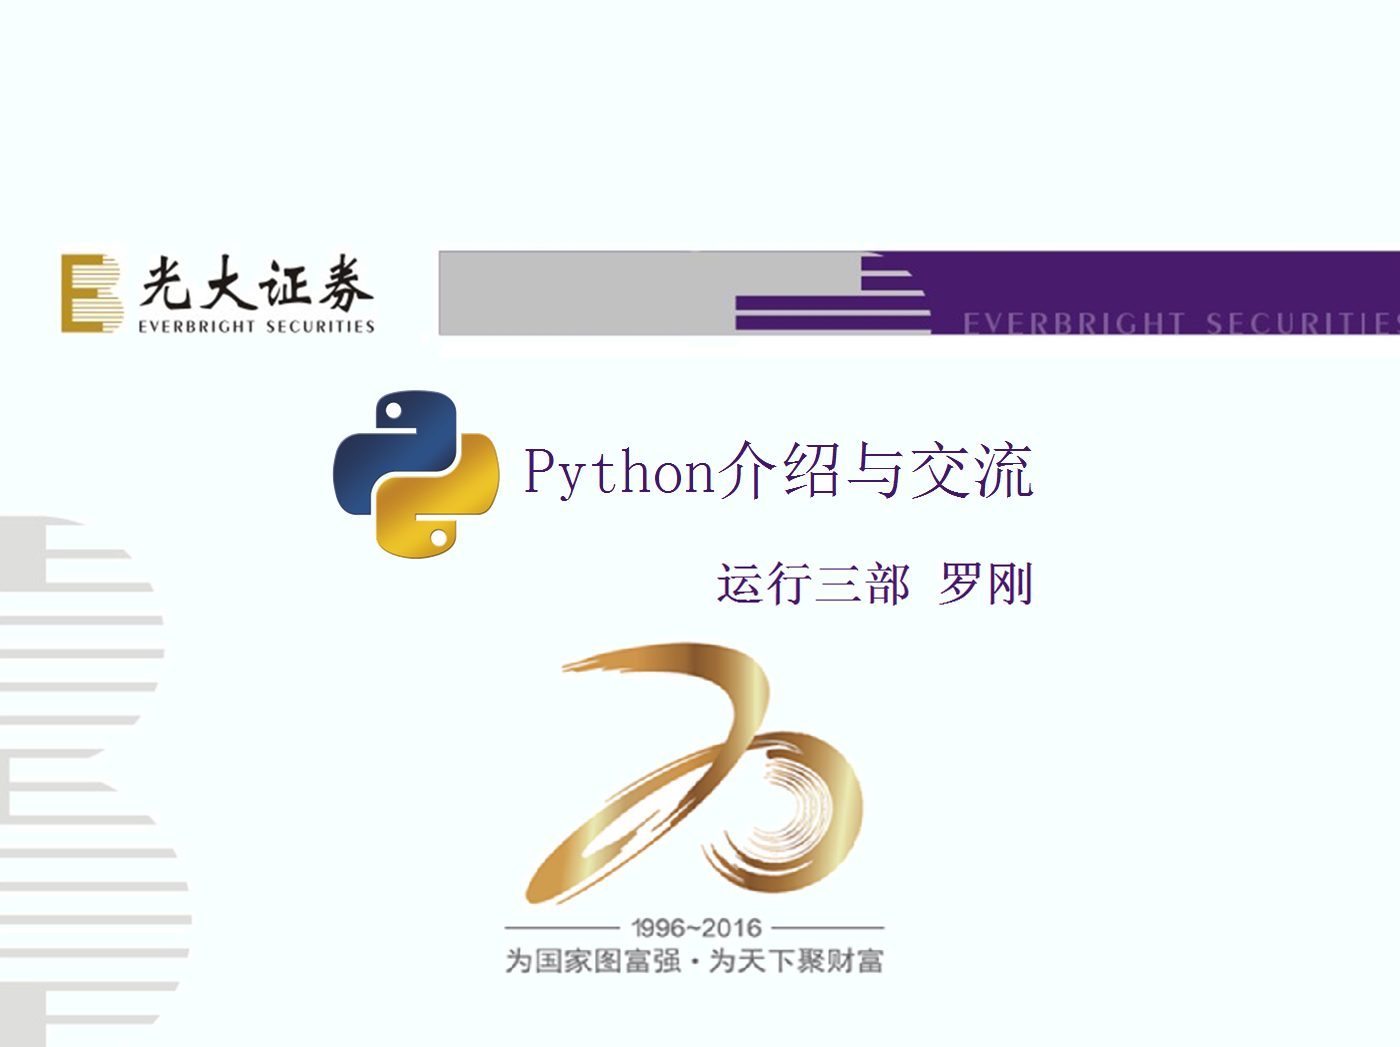 光大证券
EVERBRIGHT SECURITIES
EVERBRIGHT SECURITIES
Python介绍与交流
运行三部 罗刚
20
1996~2016
为国家图富强·为天下聚财富